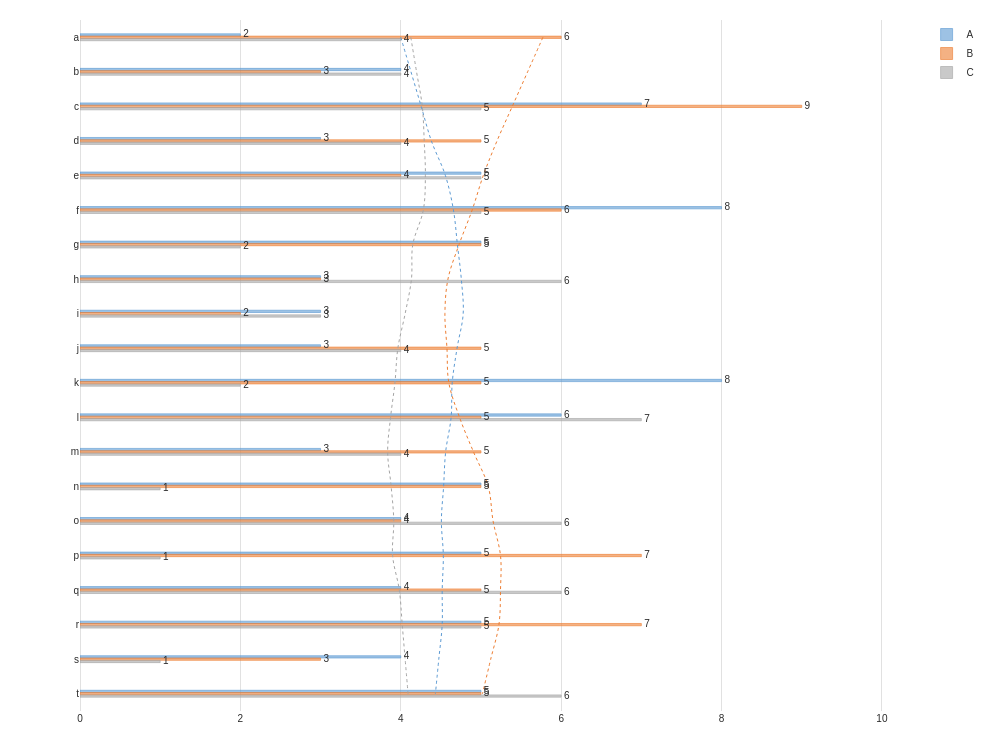 A
B
C
a 2 4 6
b 3 4 4
c 5 7 9
d 3 4 5
e 4 5 5
f 5 6 8
g 2 5 5
h 3 3 6
i 2 3 3
j 3 4 5
k 2 5 8
l 5 6 7
m 3 4 5
n 1 5 5
o 4 4 6
p 1 5 7
q 4 5 6
r 5 5 7
s 1 3 4
t 5 5 6
0 2 4 6 8 10